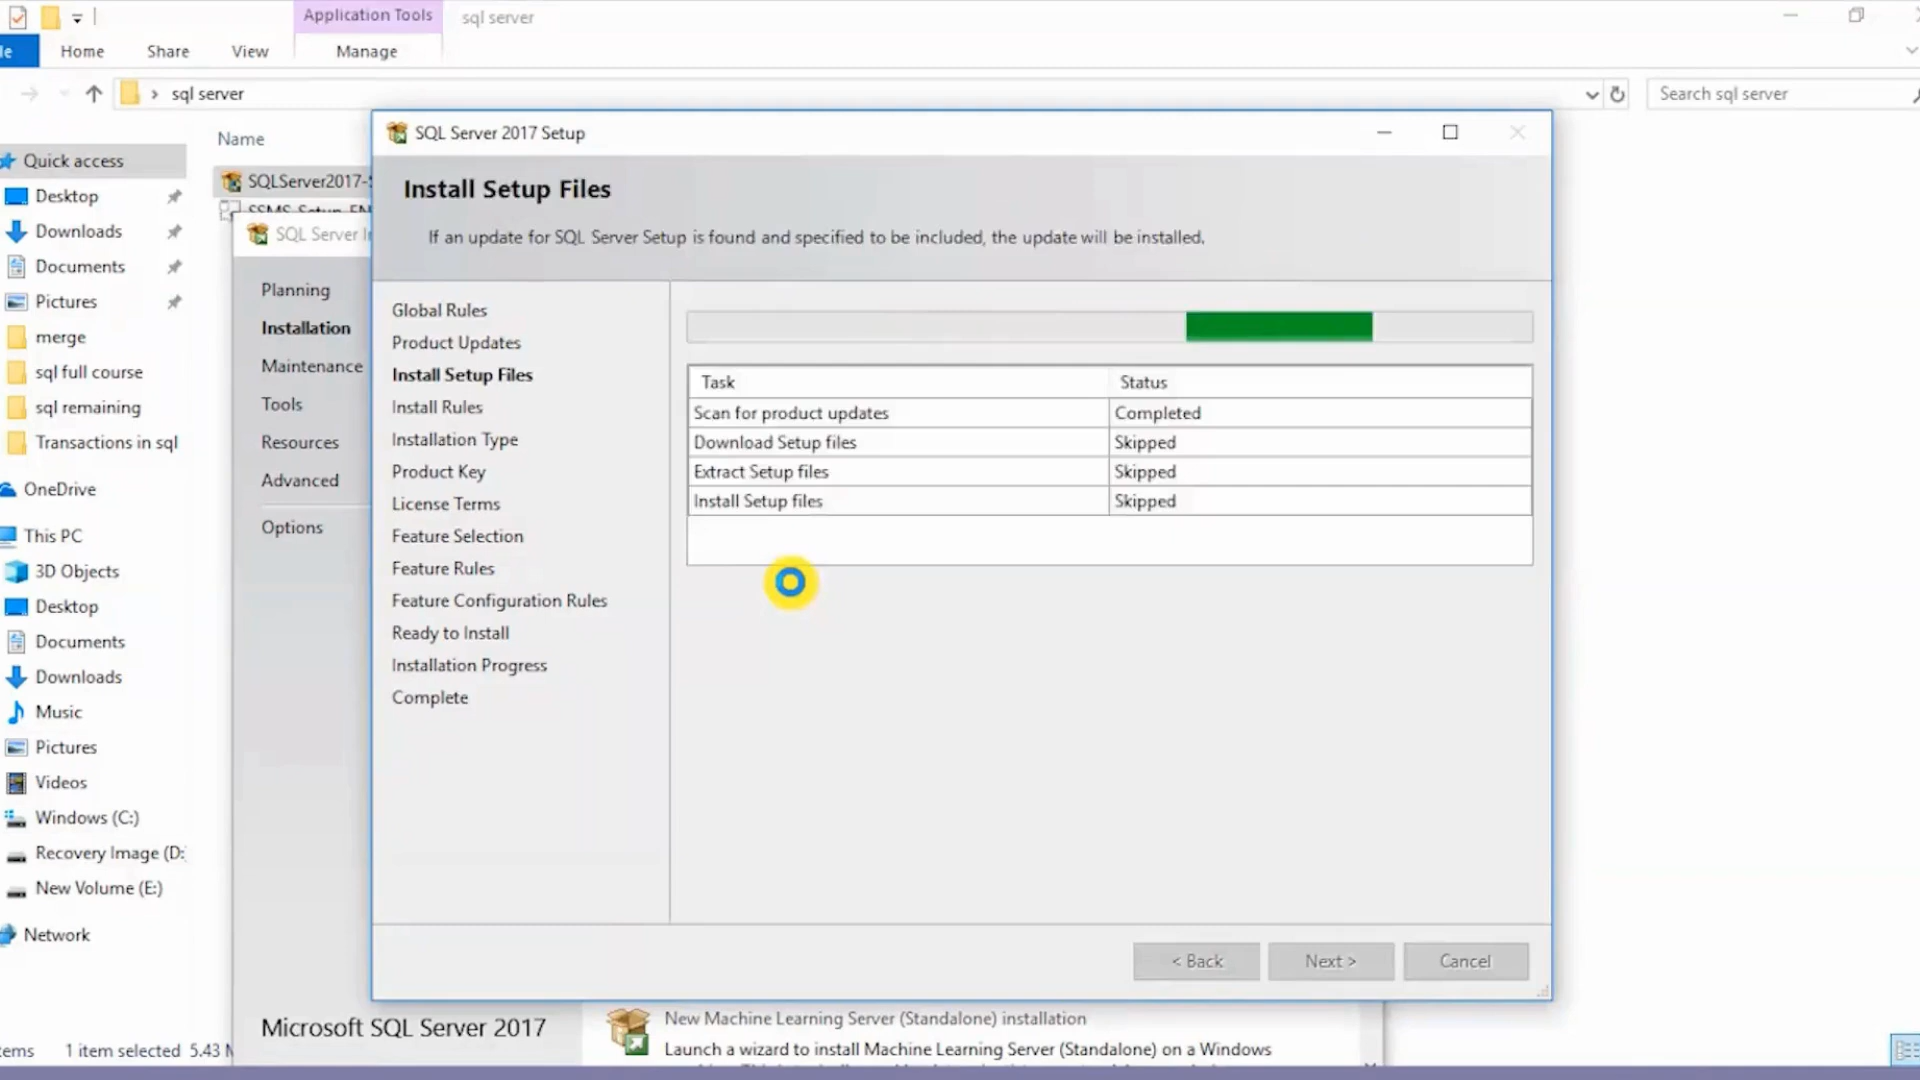 Application Tools
sql server
Home
Share
View
Manage
sql server
Search sql server
Name
Quick access
SQLServer2017-
Desktop
Downloads
Documents
Pictures
merge
sql full course
sql remaining
Transactions in sql
OneDrive
This PC
3D Objects
Desktop
Documents
Downloads
Music
Pictures
Videos
Windows (C:)
Recovery Image (D:
New Volume (E:)
Network
1 item selected 5.43
SQL Server
Planning
Installation
Maintenance
Tools
Resources
Advanced
Options
Microsoft SQL Server 2017
SQL Server 2017 Setup
Install Setup Files
If an update for SQL Server Setup is found and specified to be included, the update will be installed.
Global Rules
Product Updates
Install Setup Files
Install Rules
Installation Type
Product Key
License Terms
Feature Selection
Feature Rules
Feature Configuration Rules
Ready to Install
Installation Progress
Complete
Task Status
Scan for product updates Completed
Download Setup files Skipped
Extract Setup files Skipped
Install Setup files Skipped
< Back
Next >
Cancel
New Machine Learning Server (Standalone) installation
Launch a wizard to install Machine Learning Server (Standalone) on a Windows